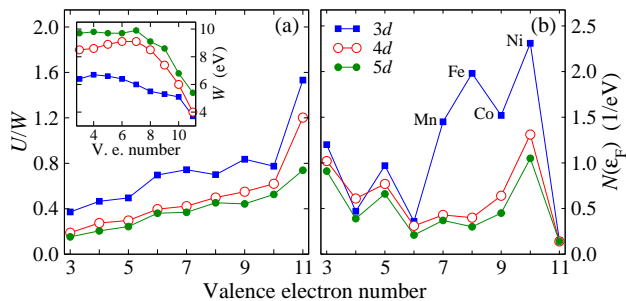 (a)
(b)
2.0
1.6
1.2
0.8
0.4
0.0
U/W
10
8
6
4
W (eV)
4
6
8
10
V. e. number
3d
4d
5d
Mn
Fe
Co
Ni
2.5
2.0
1.5
1.0
0.5
0.0
N(εF) (1/eV)
3
5
7
9
11
3
5
7
9
11
Valence electron number